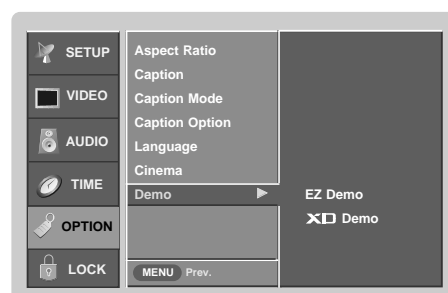 SETUP
VIDEO
AUDIO
TIME
OPTION
LOCK
Aspect Ratio
Caption
Caption Mode
Caption Option
Language
Cinema
Demo
MENU Prev.
EZ Demo
XD Demo